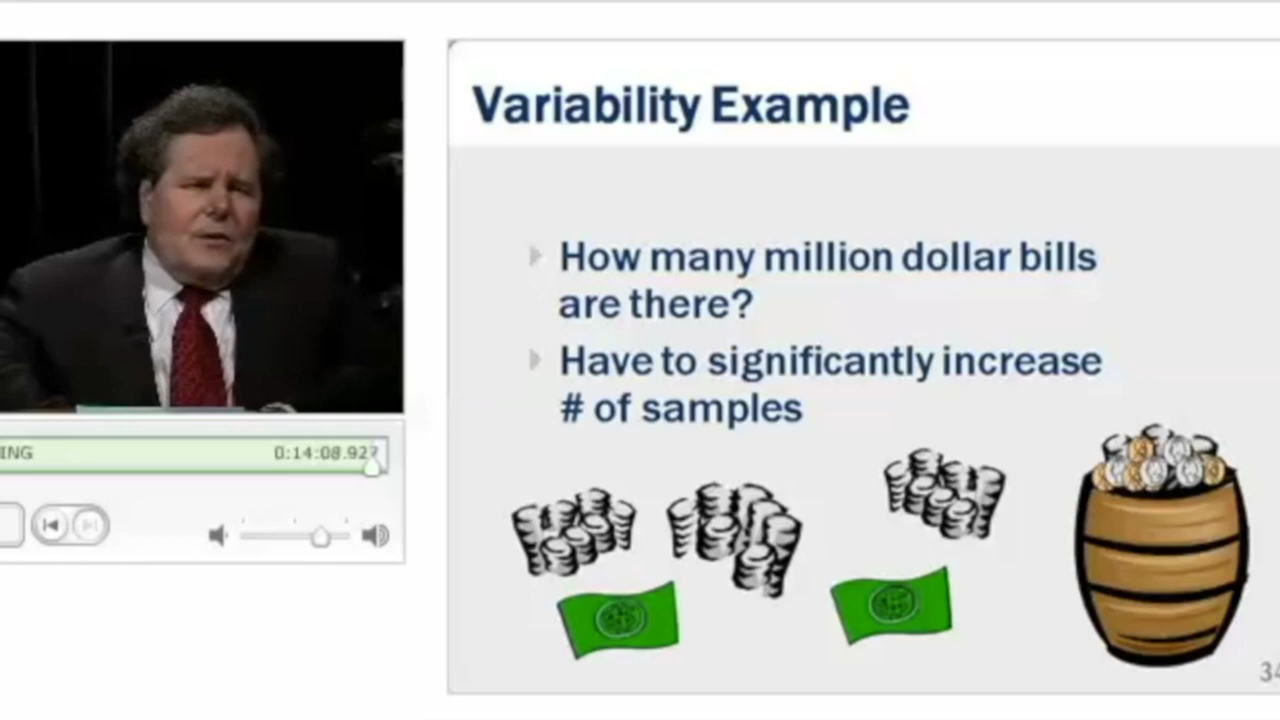 Variability Example
How many million dollar bills
are there?
Have to significantly increase
# of samples
ING
0:14:08.927
34